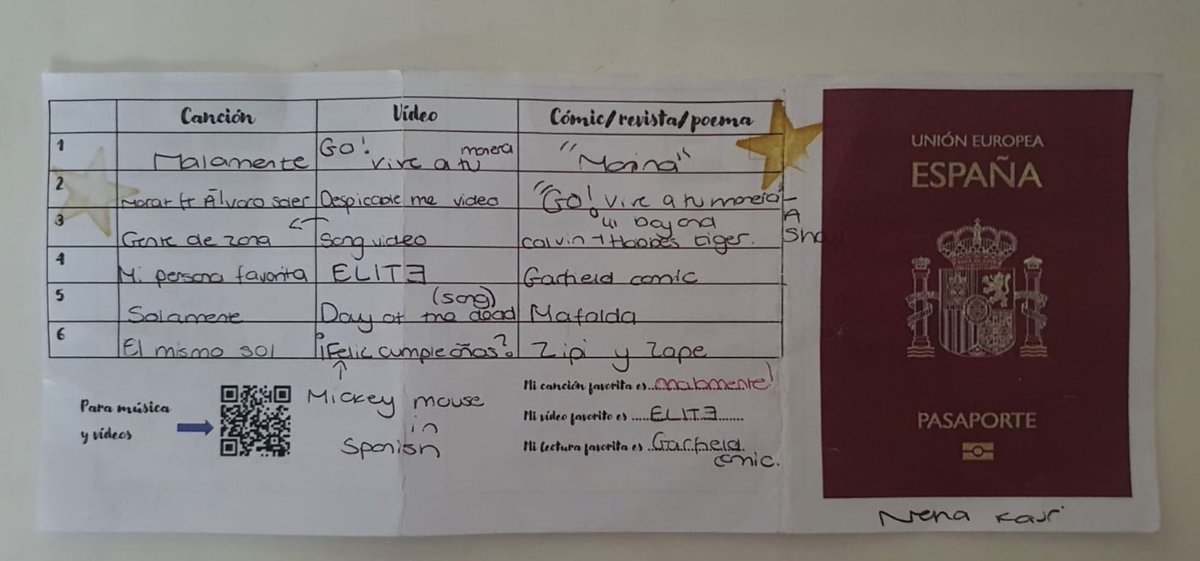 Canción Vídeo Cómic/revista/poema
1 Malamente GO! vive a tu manera "Marina"
2 Morat ft Álvaro soler Despicable me video "GO! vive a tu manera" - A
3 Gente de zona ← song video Calvin + Hobbes tiger.
4 Mi persona favorita ELITE Garfield comic
5 Solamente Day of the dead (song) Mafalda
6 El mismo sol ¡Feliz cumpleaños? Zipi y Zape
Para música
y vídeos
Mickey mouse
in
Spanish
Mi canción favorita es malamente!
Mi vídeo favorito es ELITE
Mi lectura favorita es Garfield
comic.
UNIÓN EUROPEA
ESPAÑA
PASAPORTE
Nena Kaur